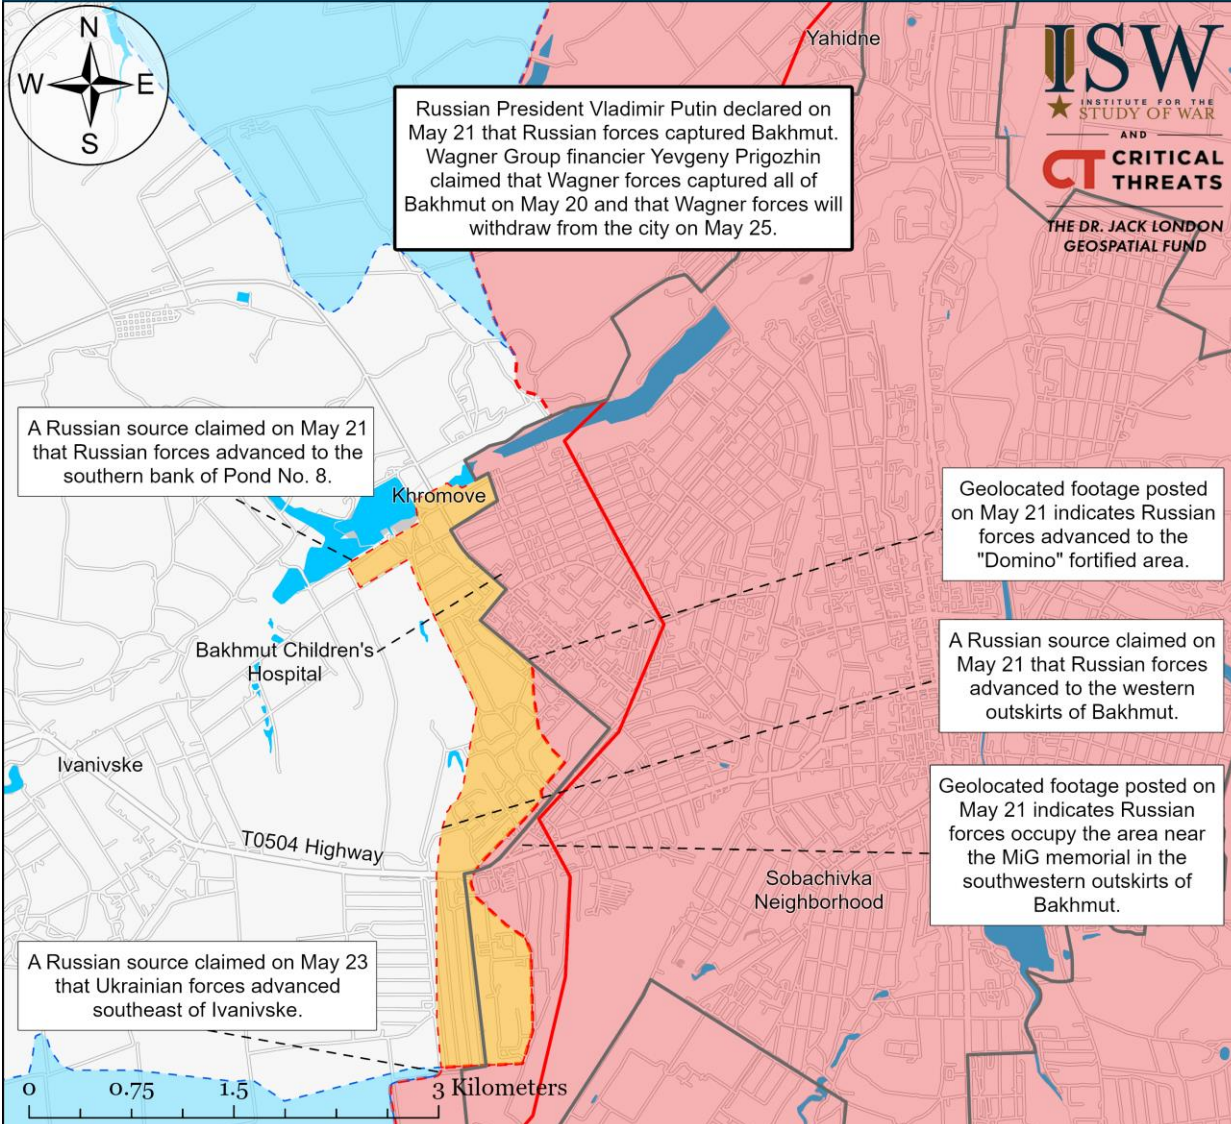 N
W
E
S
Yahidne
ISW
INSTITUTE FOR THE
STUDY OF WAR
AND
CT CRITICAL
THREATS
THE DR. JACK LONDON
GEOSPATIAL FUND
Russian President Vladimir Putin declared on
May 21 that Russian forces captured Bakhmut.
Wagner Group financier Yevgeny Prigozhin
claimed that Wagner forces captured all of
Bakhmut on May 20 and that Wagner forces will
withdraw from the city on May 25.
A Russian source claimed on May 21
that Russian forces advanced to the
southern bank of Pond No. 8.
Khromove
Geolocated footage posted
on May 21 indicates Russian
forces advanced to the
"Domino" fortified area.
Bakhmut Children's
Hospital
A Russian source claimed on
May 21 that Russian forces
advanced to the western
outskirts of Bakhmut.
Ivanivske
T0504 Highway
Geolocated footage posted on
May 21 indicates Russian
forces occupy the area near
the MiG memorial in the
southwestern outskirts of
Bakhmut.
Sobachivka
Neighborhood
A Russian source claimed on May 23
that Ukrainian forces advanced
southeast of Ivanivske.
0 0.75 1.5 3 Kilometers